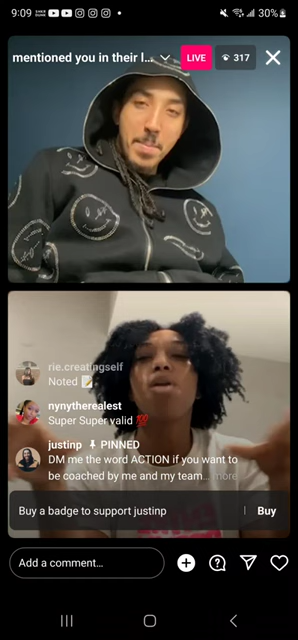 9:09
30%
mentioned you in their l...
LIVE
317
rie.creatingself
Noted 📝
nynytherealest
Super Super valid 💯
justinp 📌 PINNED
DM me the word ACTION if you want to
be coached by me and my team... more
Buy a badge to support justinp
Buy
Add a comment...